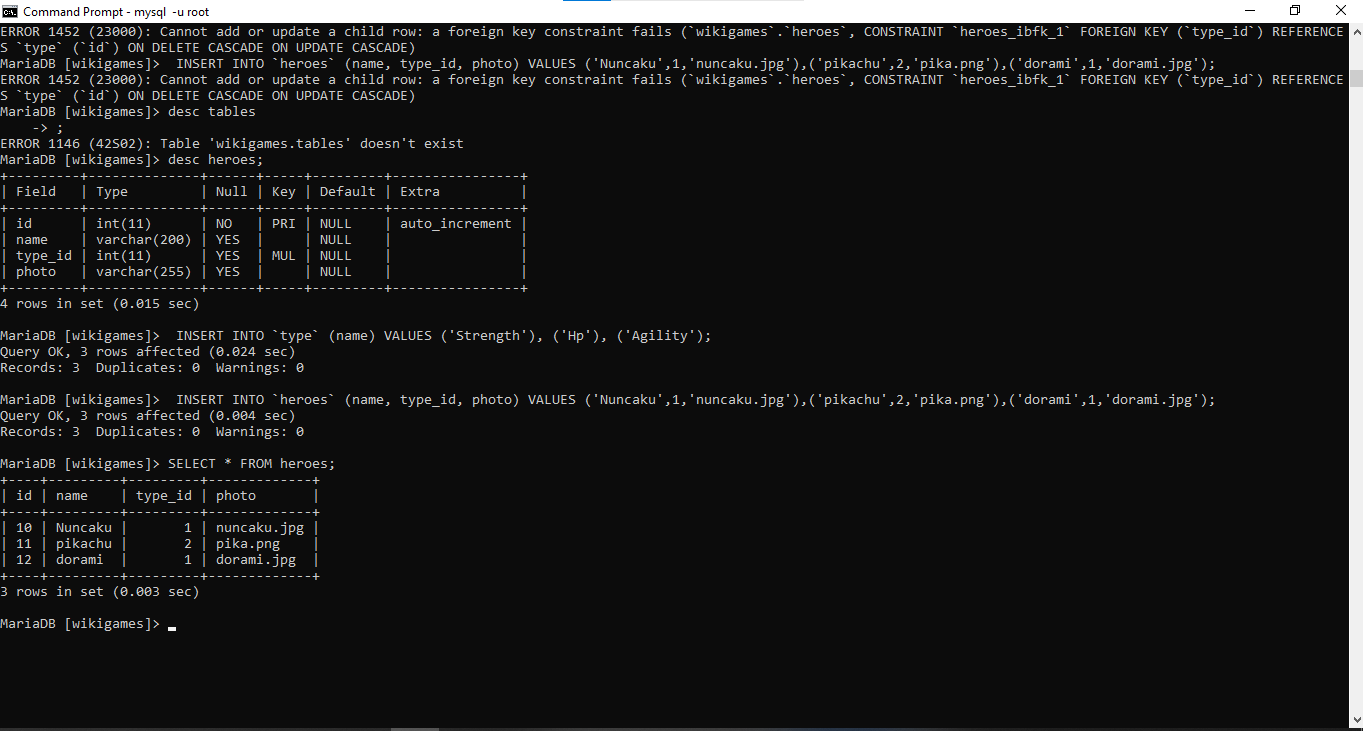 Command Prompt - mysql  -u root
ERROR 1452 (23000): Cannot add or update a child row: a foreign key constraint fails (`wikigames`.`heroes`, CONSTRAINT `heroes_ibfk_1` FOREIGN KEY (`type_id`) REFERENCE
S `type` (`id`) ON DELETE CASCADE ON UPDATE CASCADE)
MariaDB [wikigames]>  INSERT INTO `heroes` (name, type_id, photo) VALUES ('Nuncaku',1,'nuncaku.jpg'),('pikachu',2,'pika.png'),('dorami',1,'dorami.jpg');
ERROR 1452 (23000): Cannot add or update a child row: a foreign key constraint fails (`wikigames`.`heroes`, CONSTRAINT `heroes_ibfk_1` FOREIGN KEY (`type_id`) REFERENCE
S `type` (`id`) ON DELETE CASCADE ON UPDATE CASCADE)
MariaDB [wikigames]> desc tables
    -> ;
ERROR 1146 (42S02): Table 'wikigames.tables' doesn't exist
MariaDB [wikigames]> desc heroes;
+---------+--------------+------+-----+---------+----------------+
| Field   | Type         | Null | Key | Default | Extra          |
+---------+--------------+------+-----+---------+----------------+
| id      | int(11)      | NO   | PRI | NULL    | auto_increment |
| name    | varchar(200) | YES  |     | NULL    |                |
| type_id | int(11)      | YES  | MUL | NULL    |                |
| photo   | varchar(255) | YES  |     | NULL    |                |
+---------+--------------+------+-----+---------+----------------+
4 rows in set (0.015 sec)
MariaDB [wikigames]>  INSERT INTO `type` (name) VALUES ('Strength'), ('Hp'), ('Agility');
Query OK, 3 rows affected (0.024 sec)
Records: 3  Duplicates: 0  Warnings: 0
MariaDB [wikigames]>  INSERT INTO `heroes` (name, type_id, photo) VALUES ('Nuncaku',1,'nuncaku.jpg'),('pikachu',2,'pika.png'),('dorami',1,'dorami.jpg');
Query OK, 3 rows affected (0.004 sec)
Records: 3  Duplicates: 0  Warnings: 0
MariaDB [wikigames]> SELECT * FROM heroes;
+----+---------+---------+-------------+
| id | name    | type_id | photo       |
+----+---------+---------+-------------+
| 10 | Nuncaku |       1 | nuncaku.jpg |
| 11 | pikachu |       2 | pika.png    |
| 12 | dorami  |       1 | dorami.jpg  |
+----+---------+---------+-------------+
3 rows in set (0.003 sec)
MariaDB [wikigames]> _